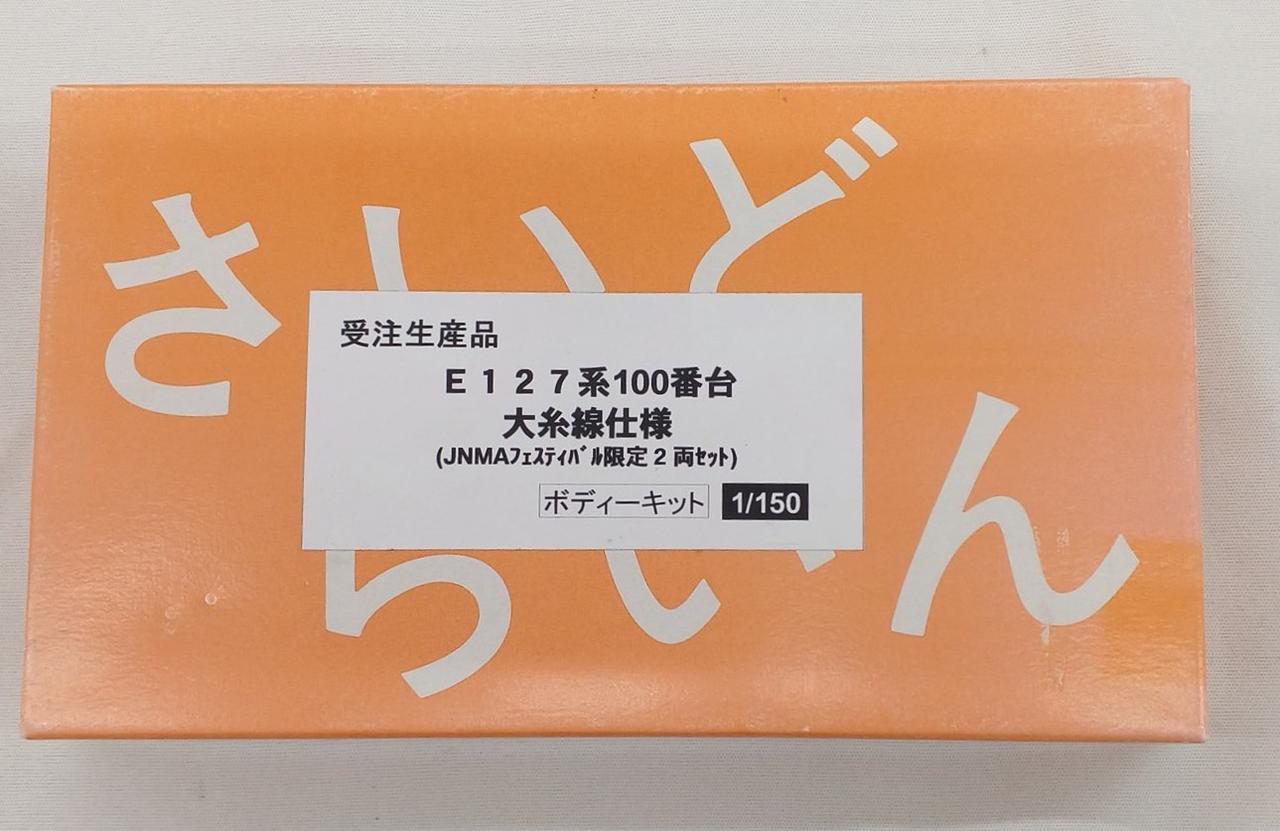 さいど
らいん
受注生産品
Ｅ１２７系100番台
大糸線仕様
(JNMAﾌｪｽﾃｨﾊﾞﾙ限定２両ｾｯﾄ)
ボディーキット 1/150